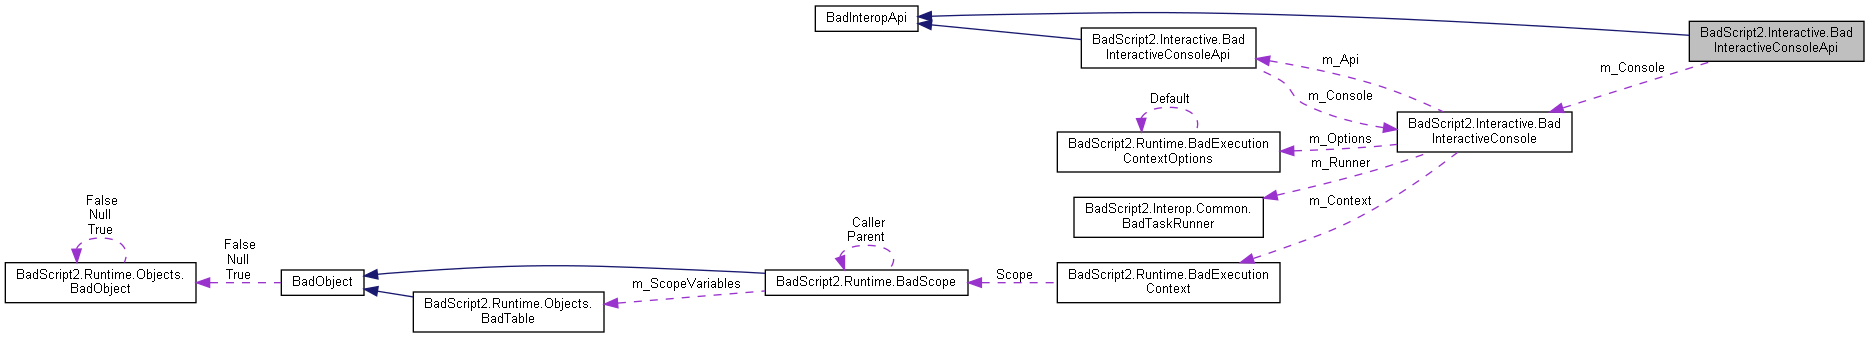 BadInteropApi
BadScript2.Interactive.Bad
InteractiveConsoleApi
BadScript2.Interactive.Bad
InteractiveConsoleApi
m_Api
m_Console
m_Console
Default
BadScript2.Interactive.Bad
InteractiveConsole
BadScript2.Runtime.BadExecution
ContextOptions
m_Options
m_Runner
BadScript2.Interop.Common.
BadTaskRunner
m_Context
False
Null
True
Caller
Parent
False
Null
True
BadScript2.Runtime.Objects.
BadObject
BadObject
m_ScopeVariables
BadScript2.Runtime.BadScope
Scope
BadScript2.Runtime.BadExecution
Context
BadScript2.Runtime.Objects.
BadTable